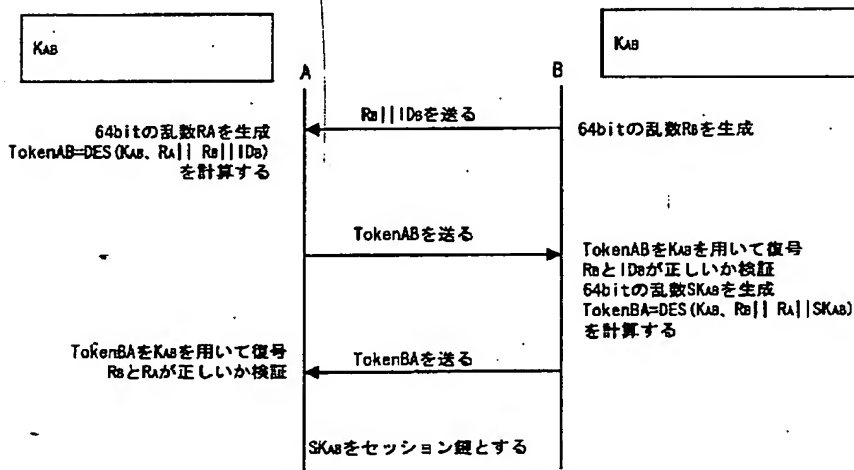 KAB
KAB
A
B
RB||IDBを送る
64bitの乱数RAを生成
TokenAB=DES(KAB、RA|| RB||IDB)
を計算する
64bitの乱数RBを生成
TokenABを送る
TokenABをKABを用いて復号
RBとIDBが正しいか検証
64bitの乱数SKABを生成
TokenBA=DES(KAB、RB|| RA||SKAB)
を計算する
TokenBAをKABを用いて復号
RBとRAが正しいか検証
TokenBAを送る
SKABをセッション鍵とする